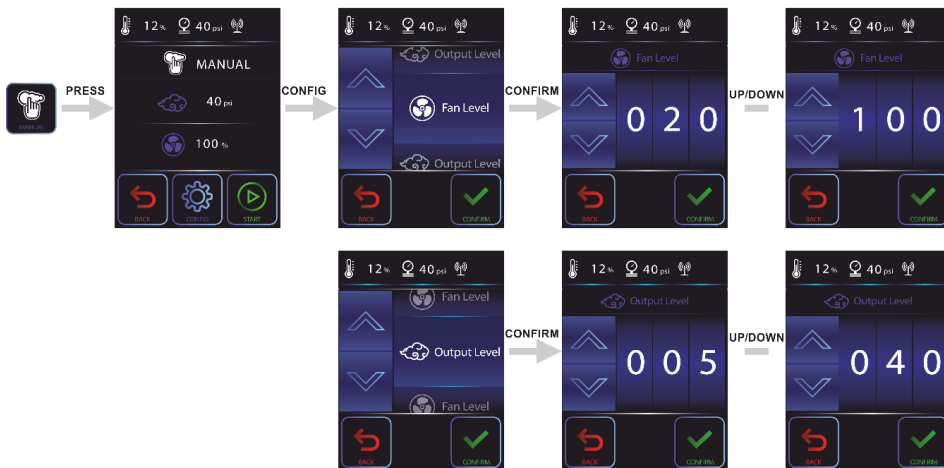 12 % 40 psi
12 % 40 psi
12 % 40 psi
12 % 40 psi
MANUAL
PRESS
MANUAL
40 psi
100 %
BACK
CONFIG
START
CONFIG
Output Level
Fan Level
Output Level
BACK
CONFIRM
CONFIRM
Fan Level
0 2 0
BACK
CONFIRM
UP/DOWN
Fan Level
1 0 0
BACK
CONFIRM
12 % 40 psi
12 % 40 psi
12 % 40 psi
Fan Level
Output Level
Fan Level
BACK
CONFIRM
CONFIRM
Output Level
0 0 5
BACK
CONFIRM
UP/DOWN
Output Level
0 4 0
BACK
CONFIRM